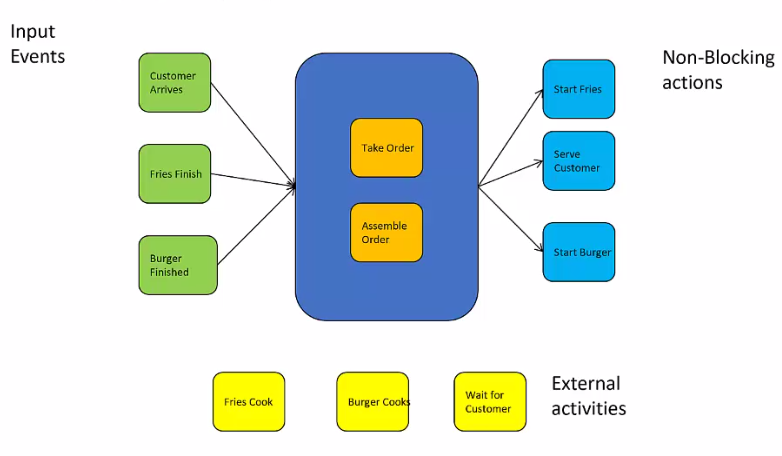 Input
Events
Customer
Arrives
Fries Finish
Burger
Finished
Take Order
Assemble
Order
Start Fries
Serve
Customer
Start Burger
Non-Blocking
actions
Fries Cook
Burger Cooks
Wait for
Customer
External
activities